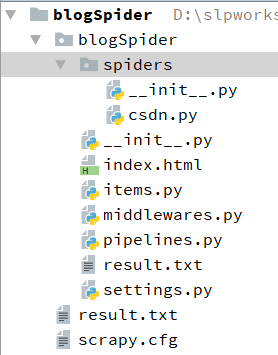 blogSpider D:\slpworks
blogSpider
spiders
__init__.py
csdn.py
__init__.py
index.html
items.py
middlewares.py
pipelines.py
result.txt
settings.py
result.txt
scrapy.cfg